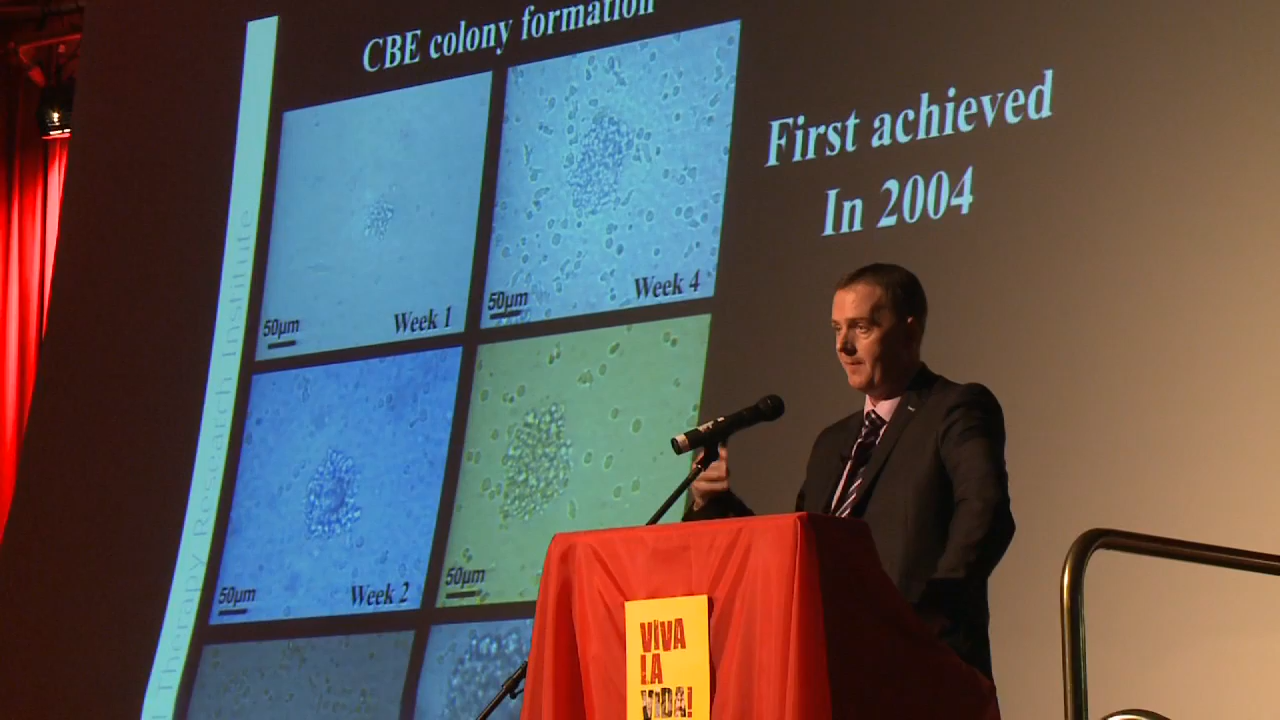 CBE colony formation
First achieved
In 2004
50µm
Week 1
50µm
Week 4
50µm
Week 2
50µm
Therapy Research Institute
VIVA
LA
VIDA!